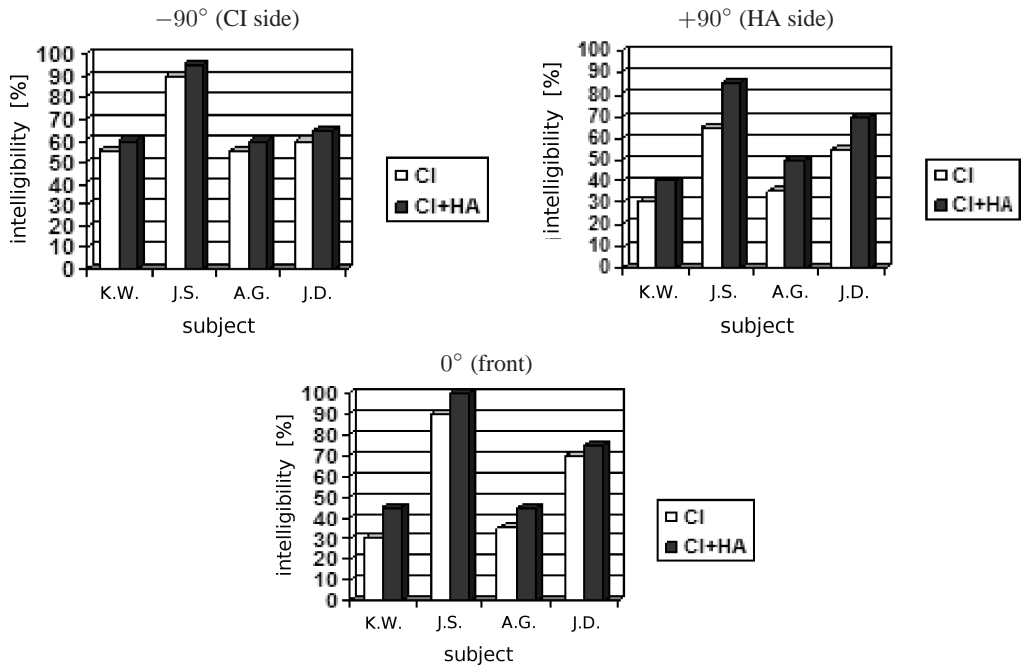 −90° (CI side)
intelligibility [%]
100
90
80
70
60
50
40
30
20
10
0
K.W. J.S. A.G. J.D.
subject
CI
CI+HA
+90° (HA side)
intelligibility [%]
100
90
80
70
60
50
40
30
20
10
0
K.W. J.S. A.G. J.D.
subject
CI
CI+HA
0° (front)
intelligibility [%]
100
90
80
70
60
50
40
30
20
10
0
K.W. J.S. A.G. J.D.
subject
CI
CI+HA